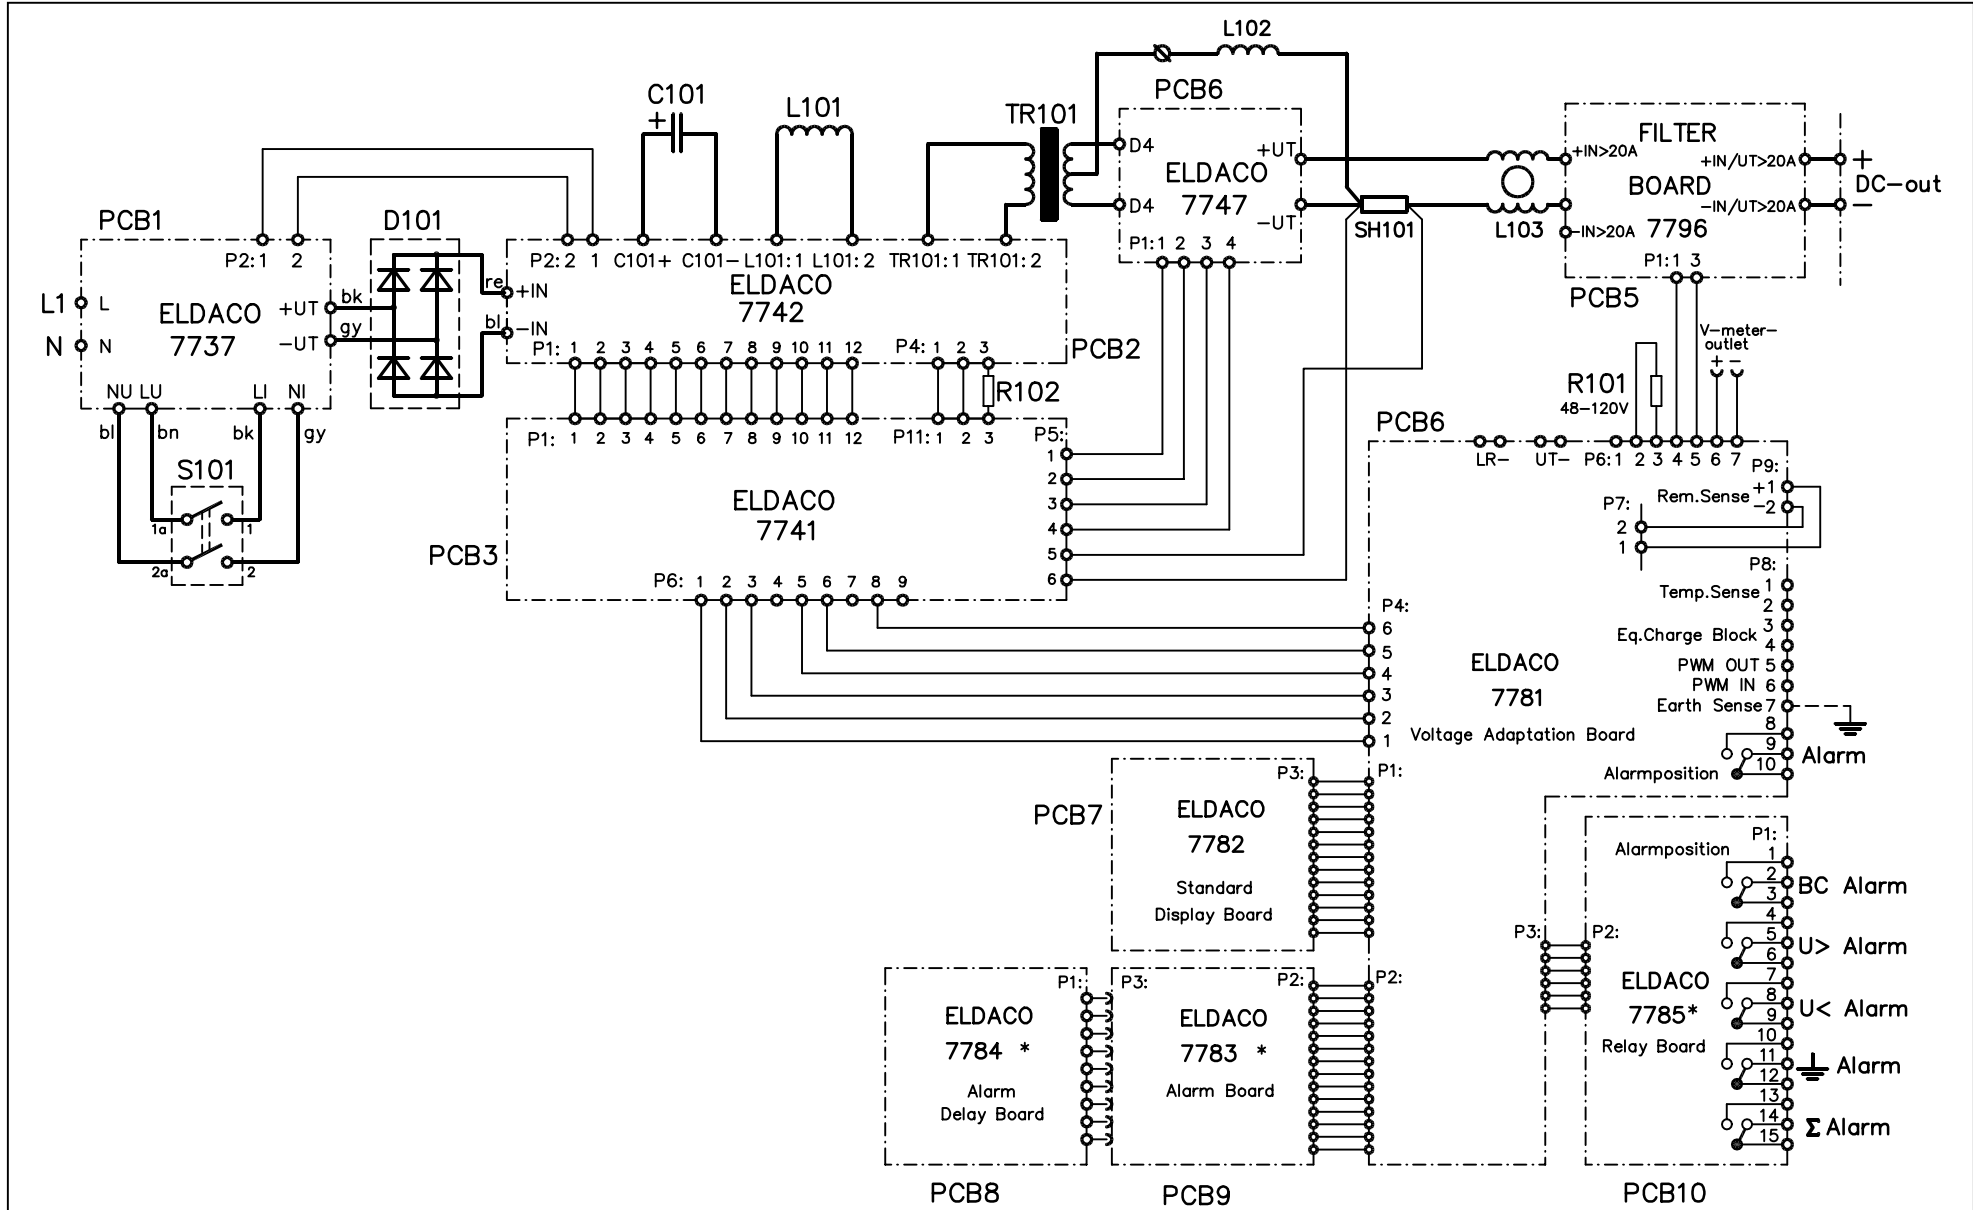 L102
PCB6
C101
+
L101
TR101
D4
ELDACO
7747
D4
+UT
-UT
P1: 1 2 3 4
SH101
L103
FILTER
+IN>20A
+IN/UT>20A
BOARD
-IN/UT>20A
-IN>20A
7796
P1: 1 3
PCB5
+
DC-out
-
PCB1
P2: 1 2
L1 L
ELDACO
7737
N N
+UT
-UT
bk
gy
NU LU LI NI
bl bn bk gy
S101
1a 1
2a 2
D101
re
bl
P2: 2 1 C101+ C101- L101: 1 L101: 2 TR101: 1 TR101: 2
+IN
ELDACO
7742
-IN
P1: 1 2 3 4 5 6 7 8 9 10 11 12 P4: 1 2 3
PCB2
R102
P1: 1 2 3 4 5 6 7 8 9 10 11 12 P11: 1 2 3
P5:
1
2
3
4
5
6
ELDACO
7741
PCB3
P6: 1 2 3 4 5 6 7 8 9
V-meter-
outlet
+ -
R101
48-120V
PCB6
LR- UT- P6: 1 2 3 4 5 6 7
P9:
Rem.Sense +1
-2
P7:
2
1
P8:
Temp.Sense 1
2
Eq.Charge Block 3
4
PWM OUT 5
PWM IN 6
Earth Sense 7
8
9
10
Alarm
Alarmposition
P4:
6
5
4
3
2
1
ELDACO
7781
Voltage Adaptation Board
P1:
P3:
ELDACO
7782
Standard
Display Board
PCB7
P1:
ELDACO
7784 *
Alarm
Delay Board
PCB8
P3:
P2:
ELDACO
7783 *
Alarm Board
PCB9
P2:
P3:
P2:
P1:
Alarmposition
1
2
3
BC Alarm
4
5
6
U> Alarm
7
8
9
U< Alarm
10
11
12
Alarm
13
14
15
Σ Alarm
ELDACO
7785*
Relay Board
PCB10